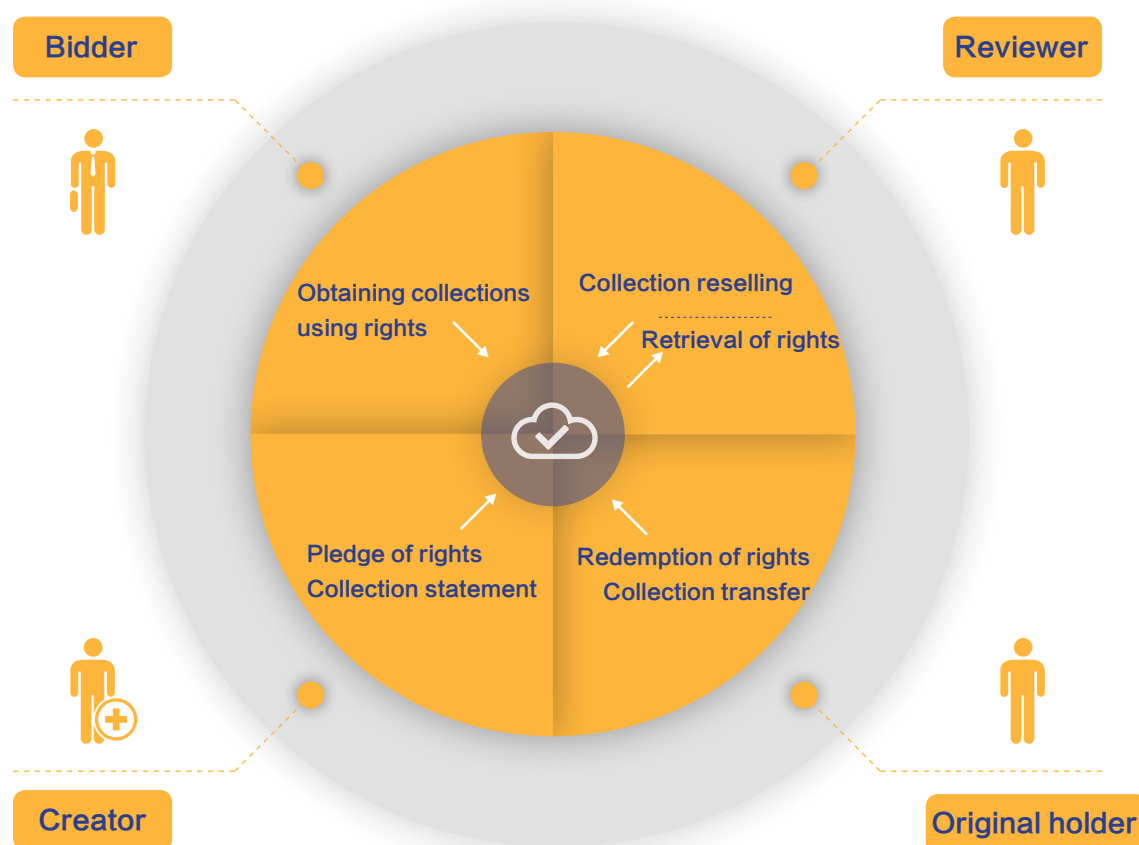 Bidder
Reviewer
Obtaining collections
using rights
Collection reselling
Retrieval of rights
Pledge of rights
Collection statement
Redemption of rights
Collection transfer
Creator
Original holder